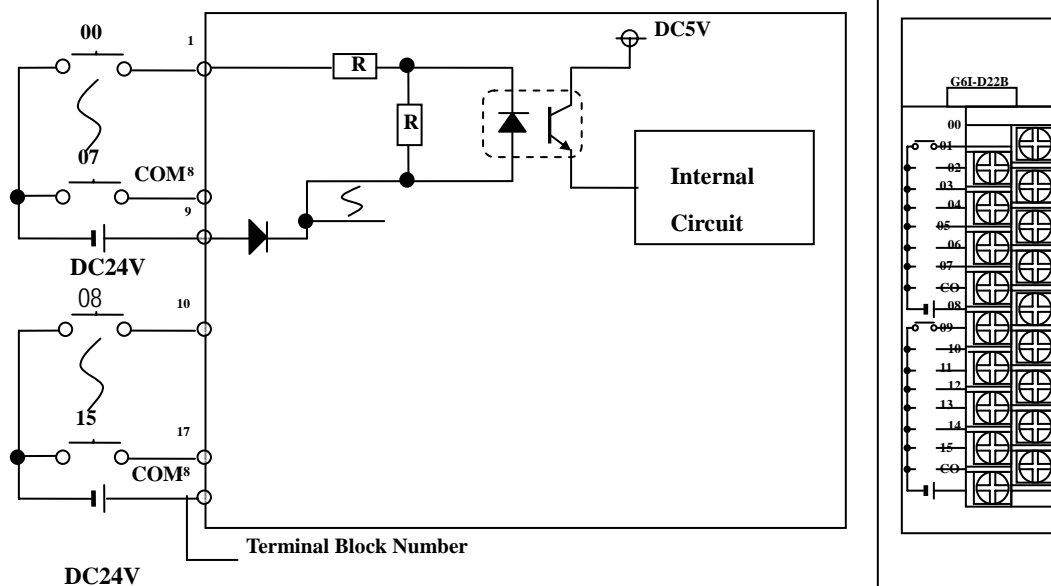 00
1
R
DC5V
R
07
COM8
9
DC24V
Internal
Circuit
08
10
15
17
COM8
Terminal Block Number
DC24V
G6I-D22B
00
01
02
03
04
05
06
07
CO
08
09
10
11
12
13
14
15
CO